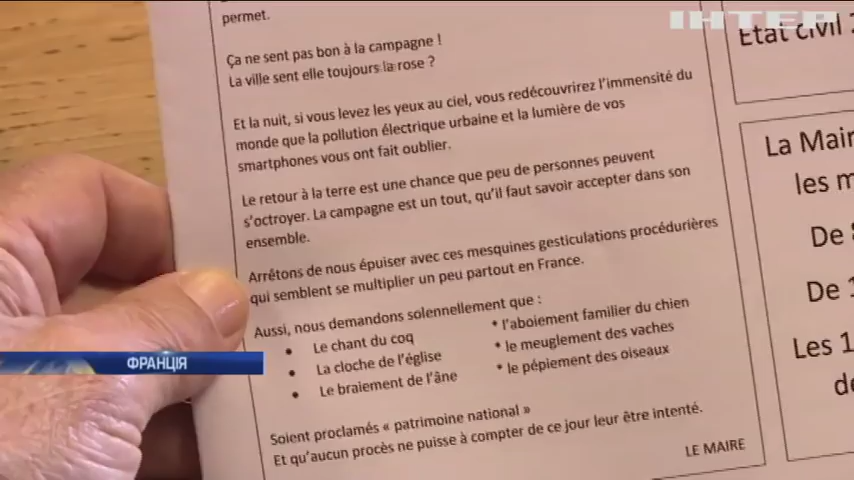 permet.
Ça ne sent pas bon à la campagne !
La ville sent elle toujours la rose ?
Et la nuit, si vous levez les yeux au ciel, vous redécouvrirez l'immensité du
monde que la pollution électrique urbaine et la lumière de vos
smartphones vous ont fait oublier.
Le retour à la terre est une chance que peu de personnes peuvent
s'octroyer. La campagne est un tout, qu'il faut savoir accepter dans son
ensemble.
Arrêtons de nous épuiser avec ces mesquines gesticulations procédurières
qui semblent se multiplier un peu partout en France.
Aussi, nous demandons solennellement que :
• Le chant du coq
• La cloche de l'église
• Le braiement de l'âne
* l'aboiement familier du chien
* le meuglement des vaches
* le pépiement des oiseaux
Soient proclamés « patrimoine national »
Et qu'aucun procès ne puisse à compter de ce jour leur être intenté.
LE MAIRE
Etat civil
La Mair
les
De
De 1
Les 1
de
ІНТЕР
ФРАНЦІЯ